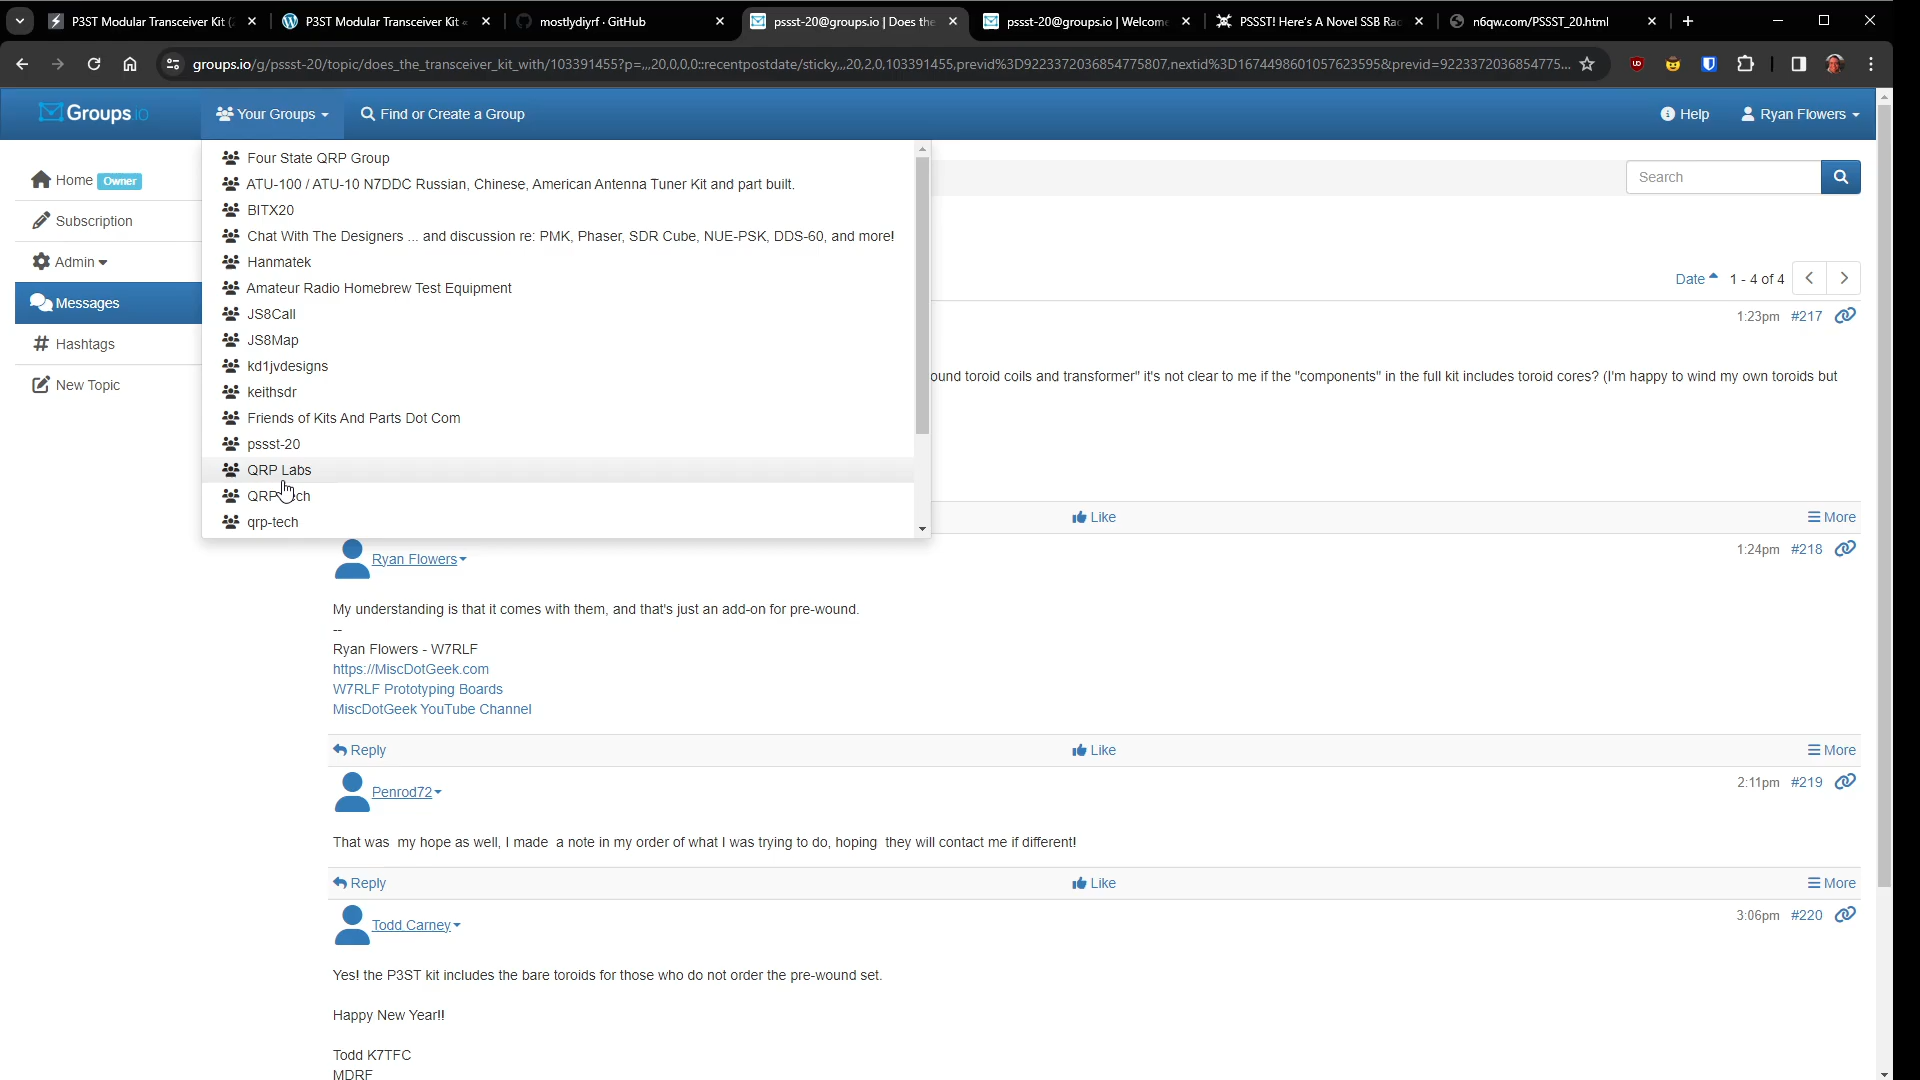 P3ST Modular Transceiver Kit (
P3ST Modular Transceiver Kit «
mostlydiyrf · GitHub
pssst-20@groups.io | Does the
pssst-20@groups.io | Welcome
PSSST! Here's A Novel SSB Rac
n6qw.com/PSSST_20.html
groups.io/g/pssst-20/topic/does_the_transceiver_kit_with/103391455?p=,,,20,0,0,0::recentpostdate/sticky,,,20,2,0,103391455,previd%3D9223372036854775807,nextid%3D1674498601057623595&previd=9223372036854775...
Groups.io
Your Groups
Find or Create a Group
Help
Ryan Flowers
Home Owner
Subscription
Admin
Messages
Hashtags
New Topic
Four State QRP Group
ATU-100 / ATU-10 N7DDC Russian, Chinese, American Antenna Tuner Kit and part built.
BITX20
Chat With The Designers ... and discussion re: PMK, Phaser, SDR Cube, NUE-PSK, DDS-60, and more!
Hanmatek
Amateur Radio Homebrew Test Equipment
JS8Call
JS8Map
kd1jvdesigns
keithsdr
Friends of Kits And Parts Dot Com
pssst-20
QRP Labs
qrp-tech
Search
Date 1 - 4 of 4
1:23pm #217
ound toroid coils and transformer" it's not clear to me if the "components" in the full kit includes toroid cores? (I'm happy to wind my own toroids but
Like
More
Ryan Flowers
1:24pm #218
My understanding is that it comes with them, and that's just an add-on for pre-wound.
--
Ryan Flowers - W7RLF
https://MiscDotGeek.com
W7RLF Prototyping Boards
MiscDotGeek YouTube Channel
Reply
Like
More
Penrod72
2:11pm #219
That was my hope as well, I made a note in my order of what I was trying to do, hoping they will contact me if different!
Reply
Like
More
Todd Carney
3:06pm #220
Yes! the P3ST kit includes the bare toroids for those who do not order the pre-wound set.
Happy New Year!!
Todd K7TFC
MDRF